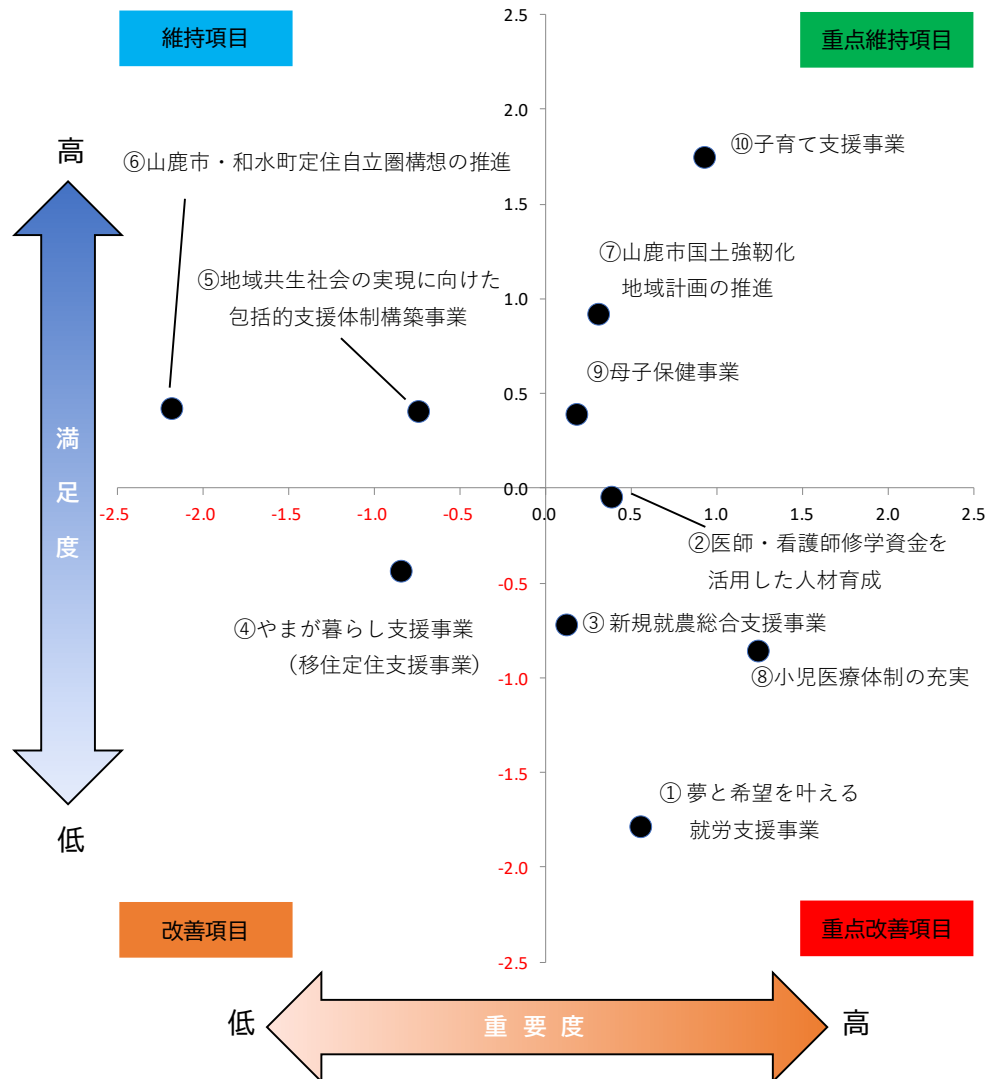 維持項目
重点維持項目
高
満足度
低
⑥山鹿市・和水町定住自立圏構想の推進
⑤地域共生社会の実現に向けた
包括的支援体制構築事業
⑩子育て支援事業
⑦山鹿市国土強靭化
地域計画の推進
⑨母子保健事業
②医師・看護師修学資金を
活用した人材育成
④やまが暮らし支援事業
（移住定住支援事業）
③ 新規就農総合支援事業
⑧小児医療体制の充実
① 夢と希望を叶える
就労支援事業
2.5
2.0
1.5
1.0
0.5
0.0
-0.5
-1.0
-1.5
-2.0
-2.5
-2.5 -2.0 -1.5 -1.0 -0.5 0.0 0.5 1.0 1.5 2.0 2.5
改善項目
重点改善項目
低 重要度 高